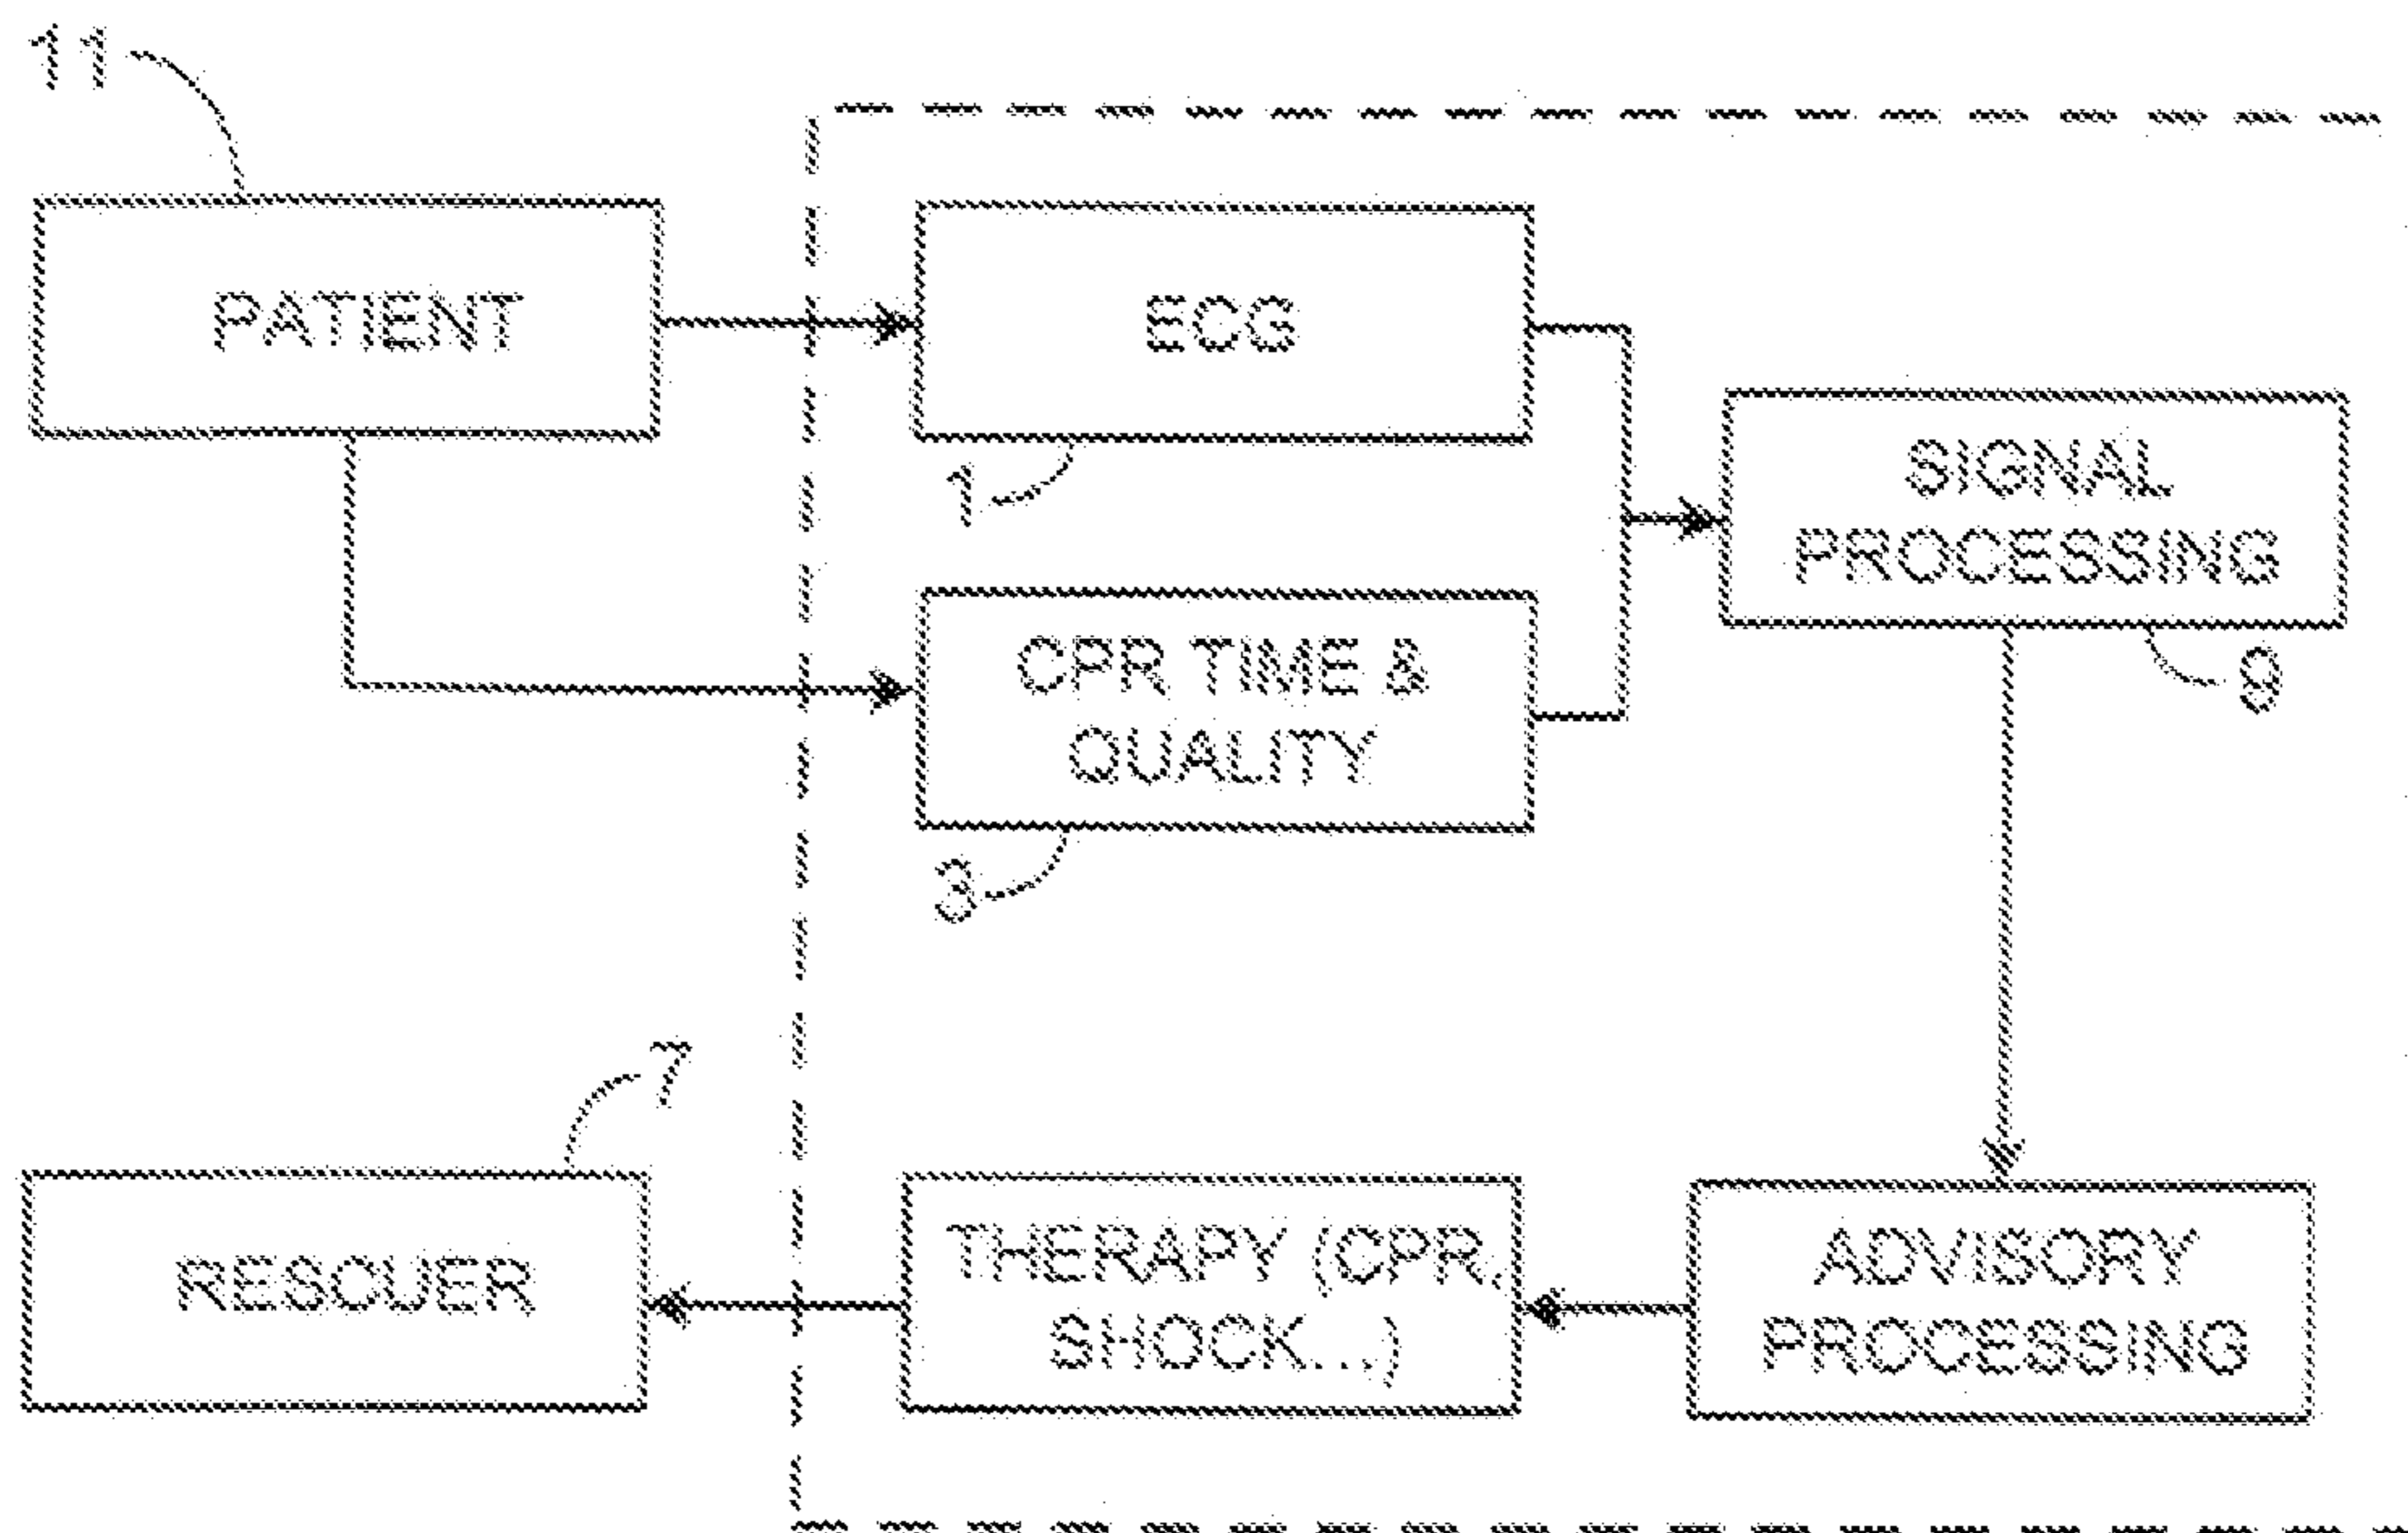 11
PATIENT
ECG
1
SIGNAL
PROCESSING
9
CPR TIME &
QUALITY
3
7
RESCUER
THERAPY (CPR,
SHOCK...)
ADVISORY
PROCESSING